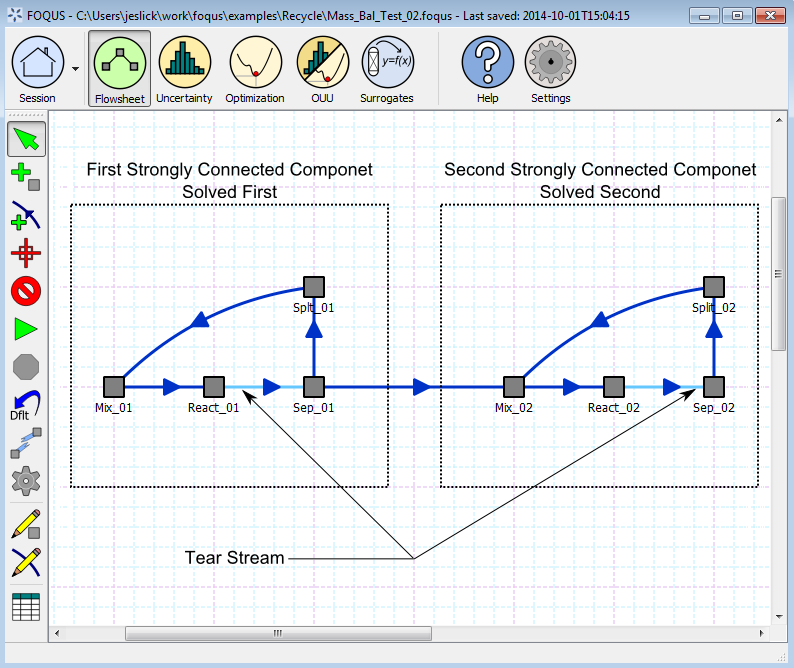 FOQUS - C:\Users\jeslick\work\foqus\examples\Recycle\Mass_Bal_Test_02.foqus - Last saved: 2014-10-01T15:04:15
y=f(x)
Session Flowsheet Uncertainty Optimization OUU Surrogates Help Settings
First Strongly Connected Componet
Solved First
Second Strongly Connected Componet
Solved Second
Splt_01
Split_02
Mix_01 React_01 Sep_01 Mix_02 React_02 Sep_02
Dflt
Tear Stream